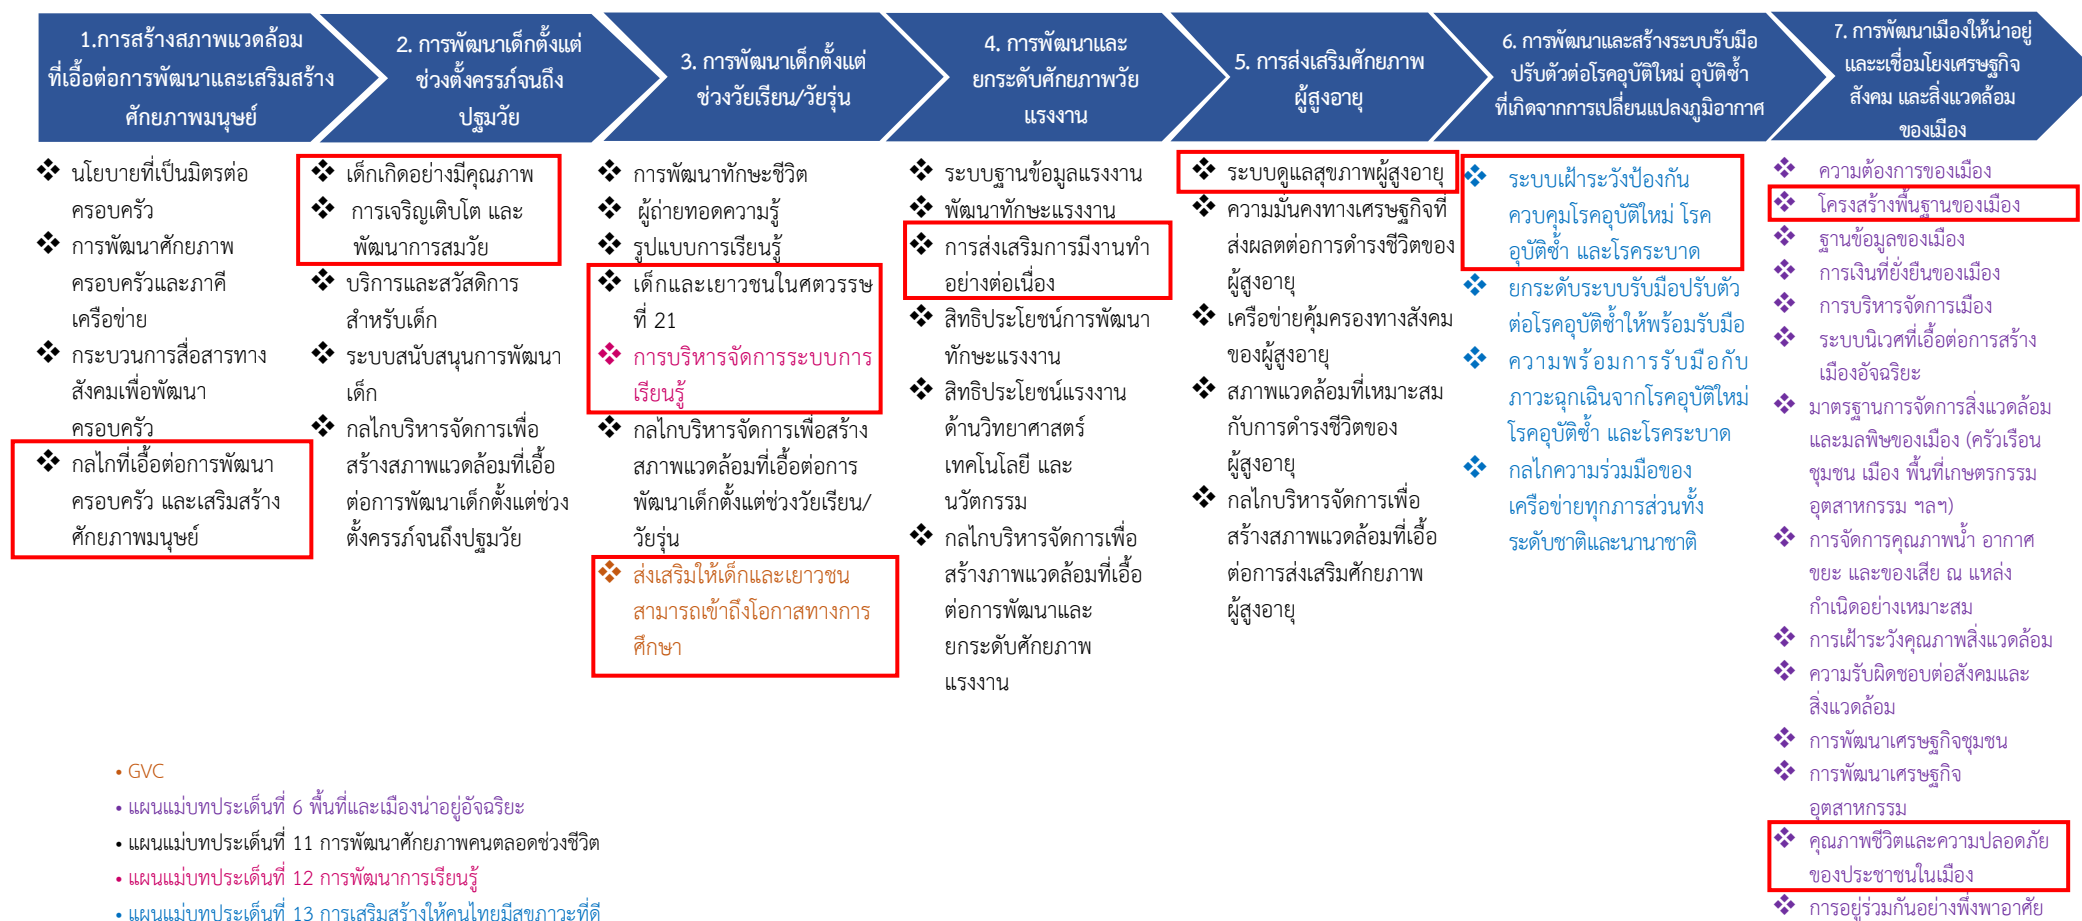 1.การสร้างสภาพแวดล้อม
ที่เอื้อต่อการพัฒนาและเสริมสร้าง
ศักยภาพมนุษย์
2. การพัฒนาเด็กตั้งแต่
ช่วงตั้งครรภ์จนถึง
ปฐมวัย
3. การพัฒนาเด็กตั้งแต่
ช่วงวัยเรียน/วัยรุ่น
4. การพัฒนาและ
ยกระดับศักยภาพวัย
แรงงาน
5. การส่งเสริมศักยภาพ
ผู้สูงอายุ
6. การพัฒนาและสร้างระบบรับมือ
ปรับตัวต่อโรคอุบัติใหม่ อุบัติซ้ำ
ที่เกิดจากการเปลี่ยนแปลงภูมิอากาศ
7. การพัฒนาเมืองให้น่าอยู่
และะเชื่อมโยงเศรษฐกิจ
สังคม และสิ่งแวดล้อม
ของเมือง
❖ นโยบายที่เป็นมิตรต่อ
ครอบครัว
❖ การพัฒนาศักยภาพ
ครอบครัวและภาคี
เครือข่าย
❖ กระบวนการสื่อสารทาง
สังคมเพื่อพัฒนา
ครอบครัว
❖ กลไกที่เอื้อต่อการพัฒนา
ครอบครัว และเสริมสร้าง
ศักยภาพมนุษย์
❖ เด็กเกิดอย่างมีคุณภาพ
❖ การเจริญเติบโต และ
พัฒนาการสมวัย
❖ บริการและสวัสดิการ
สำหรับเด็ก
❖ ระบบสนับสนุนการพัฒนา
เด็ก
❖ กลไกบริหารจัดการเพื่อ
สร้างสภาพแวดล้อมที่เอื้อ
ต่อการพัฒนาเด็กตั้งแต่ช่วง
ตั้งครรภ์จนถึงปฐมวัย
❖ การพัฒนาทักษะชีวิต
❖ ผู้ถ่ายทอดความรู้
❖ รูปแบบการเรียนรู้
❖ เด็กและเยาวชนในศตวรรษ
ที่ 21
❖ การบริหารจัดการระบบการ
เรียนรู้
❖ กลไกบริหารจัดการเพื่อสร้าง
สภาพแวดล้อมที่เอื้อต่อการ
พัฒนาเด็กตั้งแต่ช่วงวัยเรียน/
วัยรุ่น
❖ ส่งเสริมให้เด็กและเยาวชน
สามารถเข้าถึงโอกาสทางการ
ศึกษา
❖ ระบบฐานข้อมูลแรงงาน
❖ พัฒนาทักษะแรงงาน
❖ การส่งเสริมการมีงานทำ
อย่างต่อเนื่อง
❖ สิทธิประโยชน์การพัฒนา
ทักษะแรงงาน
❖ สิทธิประโยชน์แรงงาน
ด้านวิทยาศาสตร์
เทคโนโลยี และ
นวัตกรรม
❖ กลไกบริหารจัดการเพื่อ
สร้างภาพแวดล้อมที่เอื้อ
ต่อการพัฒนาและ
ยกระดับศักยภาพ
แรงงาน
❖ ระบบดูแลสุขภาพผู้สูงอายุ
❖ ความมั่นคงทางเศรษฐกิจที่
ส่งผลตต่อการดำรงชีวิตของ
ผู้สูงอายุ
❖ เครือข่ายคุ้มครองทางสังคม
ของผู้สูงอายุ
❖ สภาพแวดล้อมที่เหมาะสม
กับการดำรงชีวิตของ
ผู้สูงอายุ
❖ กลไกบริหารจัดการเพื่อ
สร้างสภาพแวดล้อมที่เอื้อ
ต่อการส่งเสริมศักยภาพ
ผู้สูงอายุ
❖ ระบบเฝ้าระวังป้องกัน
ควบคุมโรคอุบัติใหม่ โรค
อุบัติซ้ำ และโรคระบาด
❖ ยกระดับระบบรับมือปรับตัว
ต่อโรคอุบัติซ้ำให้พร้อมรับมือ
❖ ความพร้อมการรับมือกับ
ภาวะฉุกเฉินจากโรคอุบัติใหม่
โรคอุบัติซ้ำ และโรคระบาด
❖ กลไกความร่วมมือของ
เครือข่ายทุกภาคส่วนทั้ง
ระดับชาติและนานาชาติ
❖ ความต้องการของเมือง
❖ โครงสร้างพื้นฐานของเมือง
❖ ฐานข้อมูลของเมือง
❖ การเงินที่ยั่งยืนของเมือง
❖ การบริหารจัดการเมือง
❖ ระบบนิเวศที่เอื้อต่อการสร้าง
เมืองอัจฉริยะ
❖ มาตรฐานการจัดการสิ่งแวดล้อม
และมลพิษของเมือง (ครัวเรือน
ชุมชน เมือง พื้นที่เกษตรกรรม
อุตสาหกรรม ฯลฯ)
❖ การจัดการคุณภาพน้ำ อากาศ
ขยะ และของเสีย ณ แหล่ง
กำเนิดอย่างเหมาะสม
❖ การเฝ้าระวังคุณภาพสิ่งแวดล้อม
❖ ความรับผิดชอบต่อสังคมและ
สิ่งแวดล้อม
❖ การพัฒนาเศรษฐกิจชุมชน
❖ การพัฒนาเศรษฐกิจ
อุตสาหกรรม
❖ คุณภาพชีวิตและความปลอดภัย
ของประชาชนในเมือง
❖ การอยู่ร่วมกันอย่างพึ่งพาอาศัย
• GVC
• แผนแม่บทประเด็นที่ 6 พื้นที่และเมืองน่าอยู่อัจฉริยะ
• แผนแม่บทประเด็นที่ 11 การพัฒนาศักยภาพคนตลอดช่วงชีวิต
• แผนแม่บทประเด็นที่ 12 การพัฒนาการเรียนรู้
• แผนแม่บทประเด็นที่ 13 การเสริมสร้างให้คนไทยมีสุขภาวะที่ดี